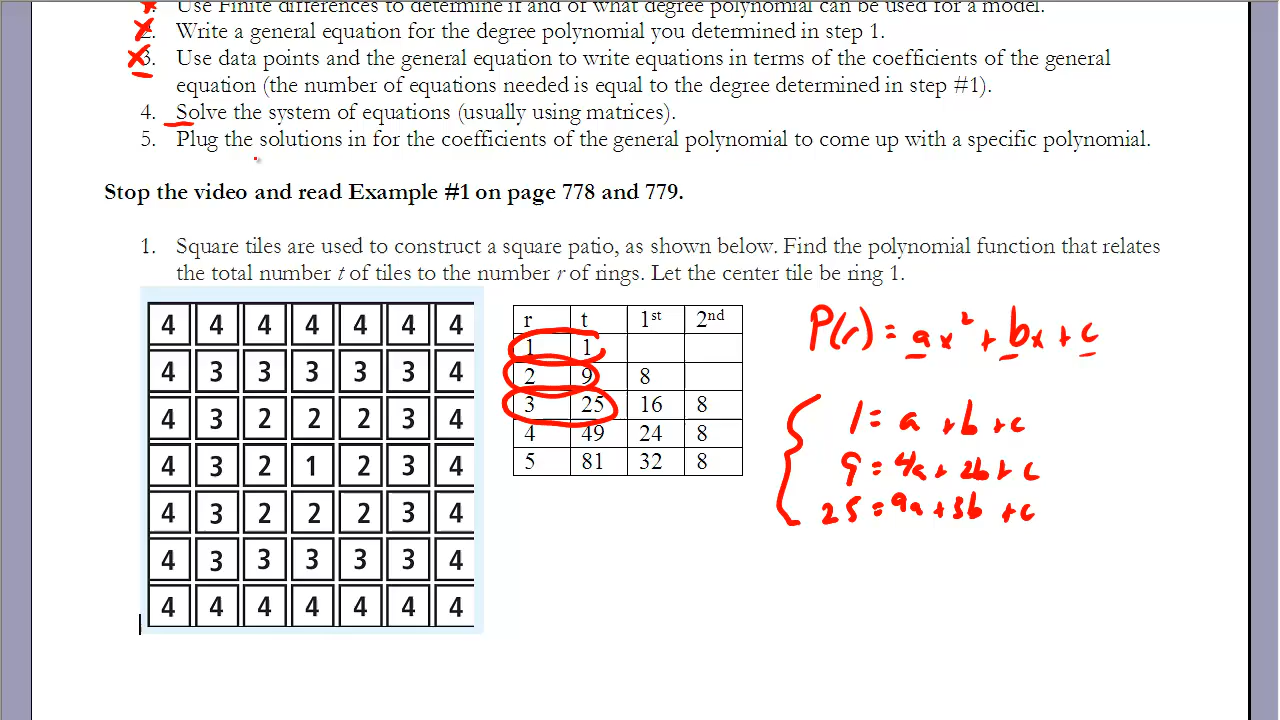 Use Finite differences to determine if and of what degree polynomial can be used for a model.
2. Write a general equation for the degree polynomial you determined in step 1.
3. Use data points and the general equation to write equations in terms of the coefficients of the general
equation (the number of equations needed is equal to the degree determined in step #1).
4. Solve the system of equations (usually using matrices).
5. Plug the solutions in for the coefficients of the general polynomial to come up with a specific polynomial.
Stop the video and read Example #1 on page 778 and 779.
1. Square tiles are used to construct a square patio, as shown below. Find the polynomial function that relates
the total number t of tiles to the number r of rings. Let the center tile be ring 1.
4 4 4 4 4 4 4
4 3 3 3 3 3 4
4 3 2 2 2 3 4
4 3 2 1 2 3 4
4 3 2 2 2 3 4
4 3 3 3 3 3 4
4 4 4 4 4 4 4
r t 1st 2nd
1 1
2 9 8
3 25 16 8
4 49 24 8
5 81 32 8
P(r) = ax² + bx + c
1 = a + b + c
9 = 4a + 2b + c
25 = 9a + 3b + c